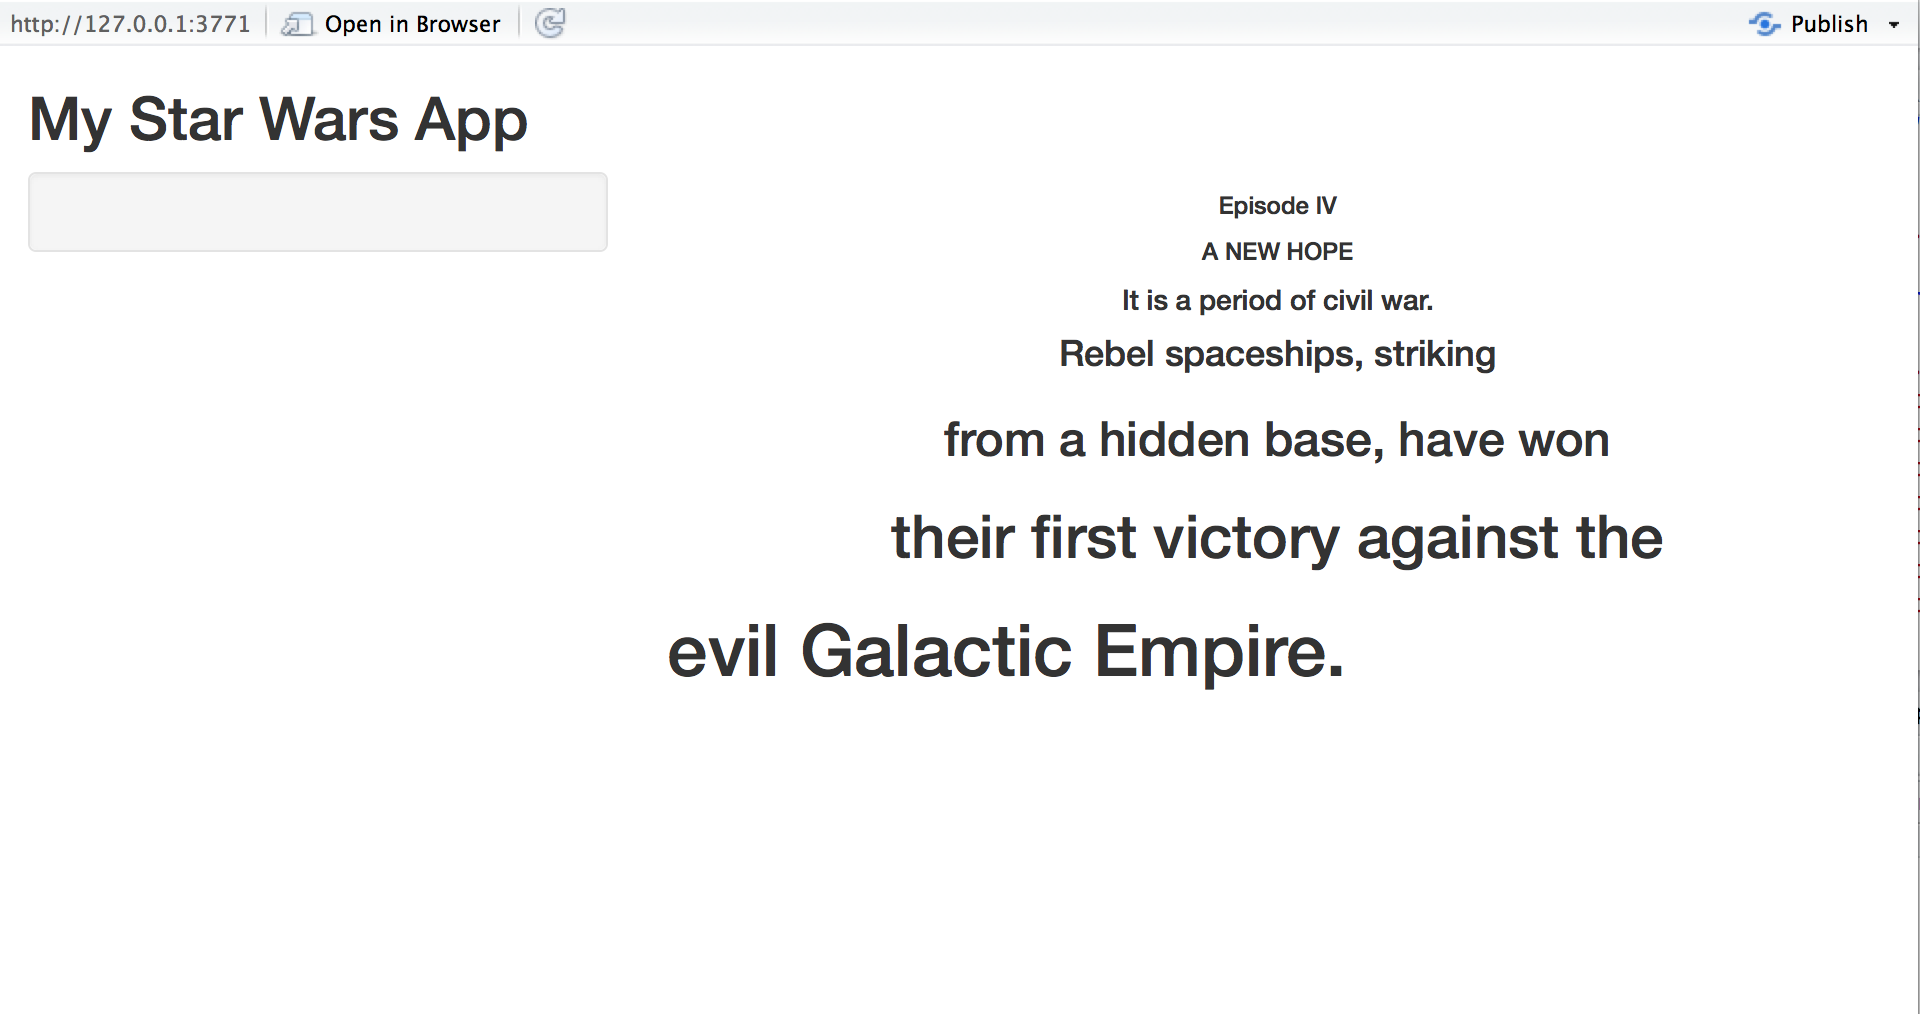 http://127.0.0.1:3771 Open in Browser Publish
My Star Wars App
Episode IV
A NEW HOPE
It is a period of civil war.
Rebel spaceships, striking
from a hidden base, have won
their first victory against the
evil Galactic Empire.